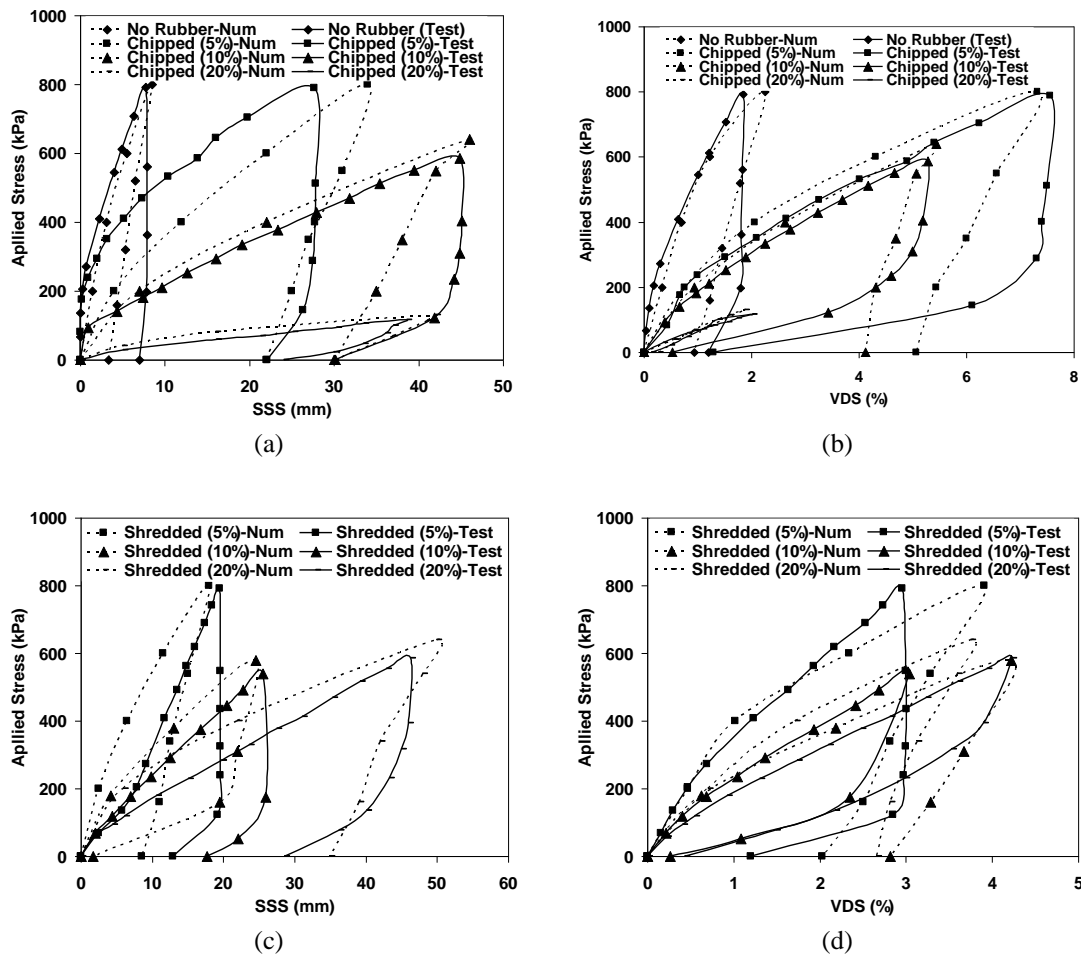 1000
800
600
400
200
0
Apllied Stress (kPa)
No Rubber-Num No Rubber (Test)
Chipped (5%)-Num Chipped (5%)-Test
Chipped (10%)-Num Chipped (10%)-Test
Chipped (20%)-Num Chipped (20%)-Test
0 10 20 30 40 50
SSS (mm)
(a)
1000
800
600
400
200
0
Apllied Stress (kPa)
No Rubber-Num No Rubber (Test)
Chipped (5%)-Num Chipped (5%)-Test
Chipped (10%)-Num Chipped (10%)-Test
Chipped (20%)-Num Chipped (20%)-Test
0 2 4 6 8
VDS (%)
(b)
1000
800
600
400
200
0
Apllied Stress (kPa)
Shredded (5%)-Num Shredded (5%)-Test
Shredded (10%)-Num Shredded (10%)-Test
Shredded (20%)-Num Shredded (20%)-Test
0 10 20 30 40 50 60
SSS (mm)
(c)
1000
800
600
400
200
0
Apllied Stress (kPa)
Shredded (5%)-Num Shredded (5%)-Test
Shredded (10%)-Num Shredded (10%)-Test
Shredded (20%)-Num Shredded (20%)-Test
0 1 2 3 4 5
VDS (%)
(d)